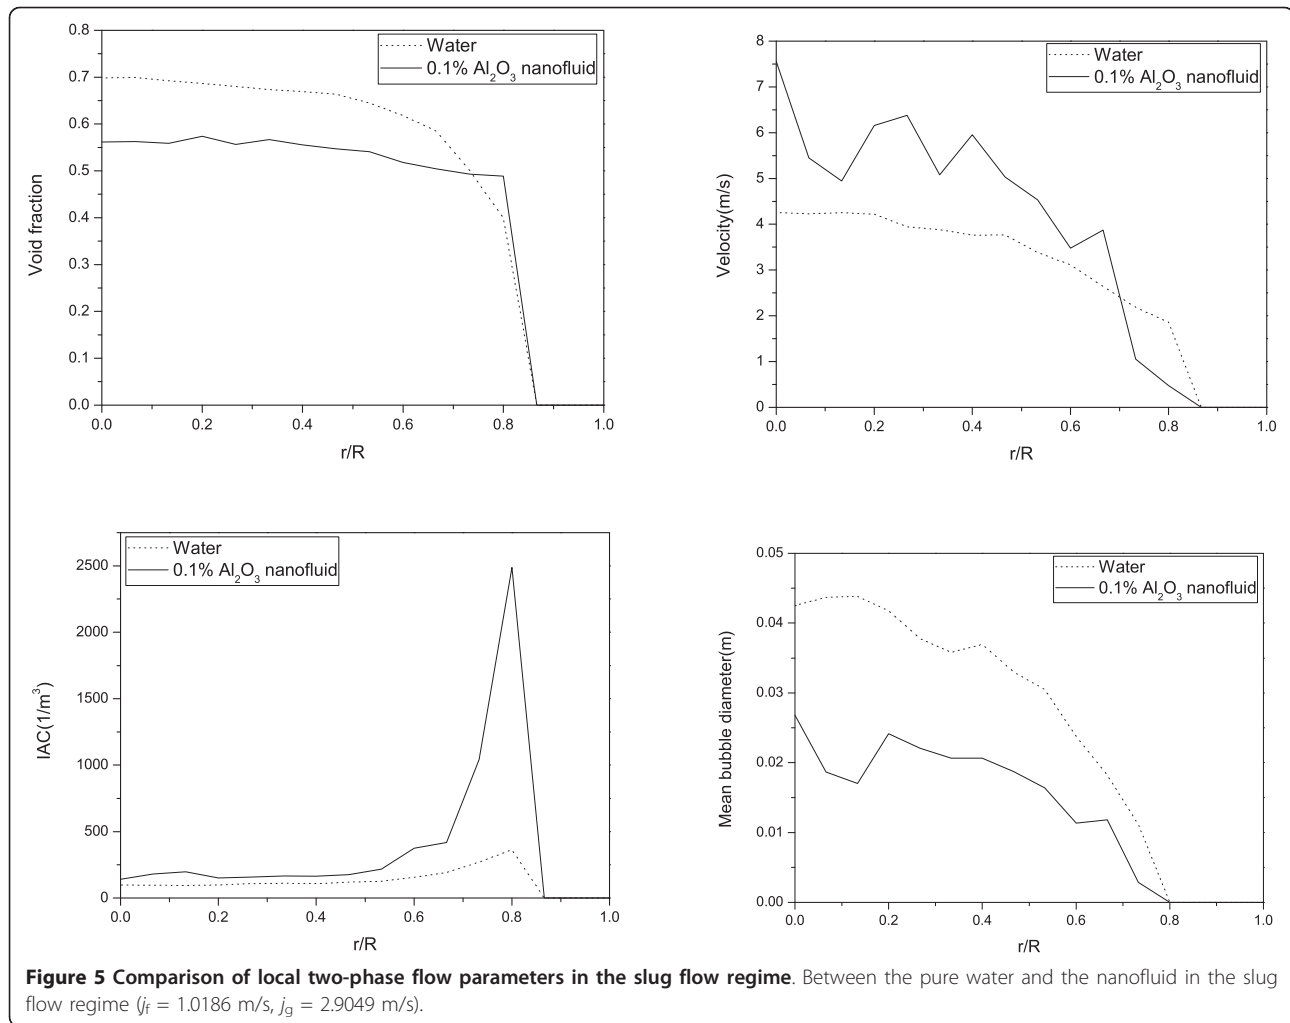 Water
0.1% Al₂O₃ nanofluid
0.8
0.7
0.6
0.5
0.4
0.3
0.2
0.1
0.0
Void fraction
0.0 0.2 0.4 0.6 0.8 1.0
r/R
Water
0.1% Al₂O₃ nanofluid
8
7
6
5
4
3
2
1
0
Velocity(m/s)
0.0 0.2 0.4 0.6 0.8 1.0
r/R
Water
0.1% Al₂O₃ nanofluid
2500
2000
1500
1000
500
0
IAC(1/m³)
0.0 0.2 0.4 0.6 0.8 1.0
r/R
Water
0.1% Al₂O₃ nanofluid
0.05
0.04
0.03
0.02
0.01
0.00
Mean bubble diameter(m)
0.0 0.2 0.4 0.6 0.8 1.0
r/R
Figure 5 Comparison of local two-phase flow parameters in the slug flow regime. Between the pure water and the nanofluid in the slug
flow regime (jf = 1.0186 m/s, jg = 2.9049 m/s).